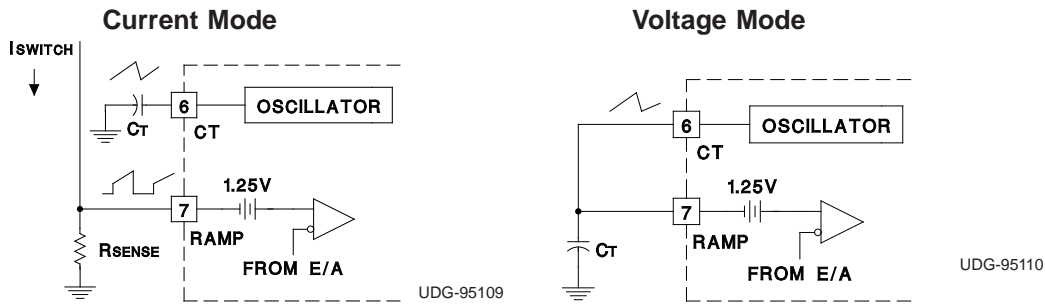 Current Mode
ISWITCH
6
OSCILLATOR
CT
CT
1.25V
7
RAMP
RSENSE
FROM E/A
UDG-95109
Voltage Mode
6
OSCILLATOR
CT
1.25V
7
RAMP
CT
FROM E/A
UDG-95110